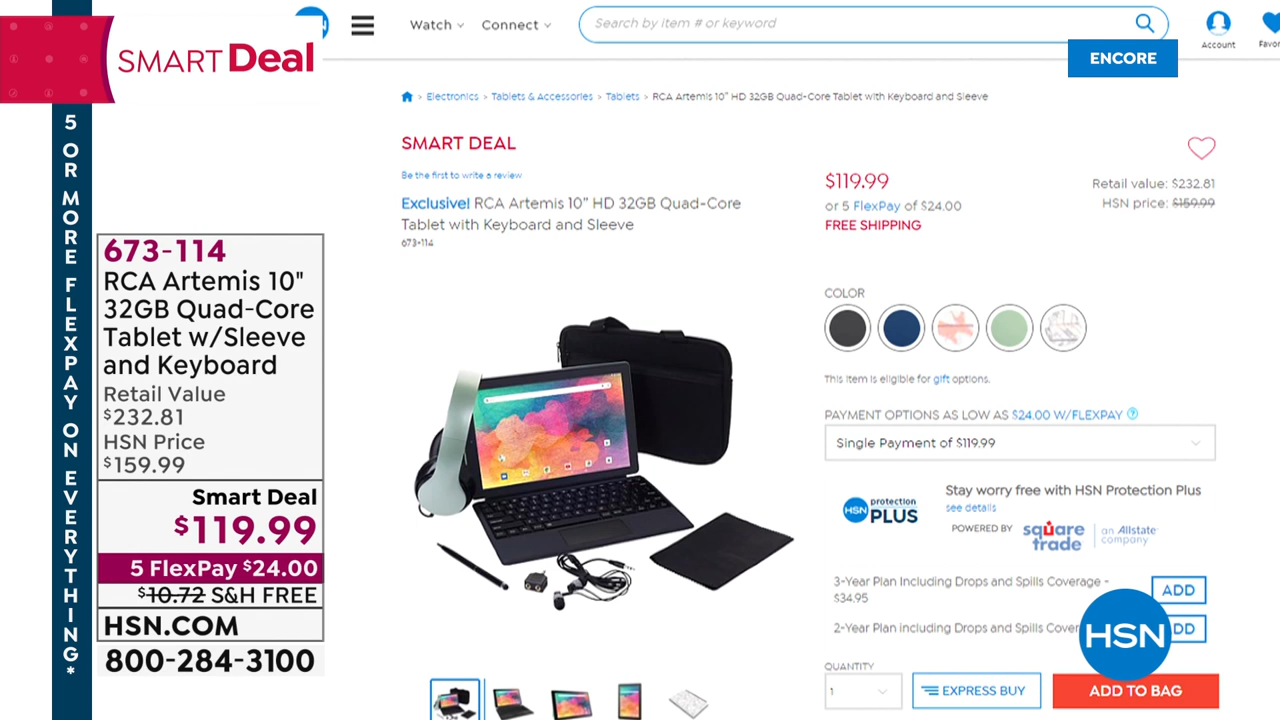 SMART Deal
5 OR MORE FLEXPAY ON EVERYTHING*
673-114
RCA Artemis 10"
32GB Quad-Core
Tablet w/Sleeve
and Keyboard
Retail Value
$232.81
HSN Price
$159.99
Smart Deal
$119.99
5 FlexPay $24.00
$10.72 S&H FREE
HSN.COM
800-284-3100
Watch
Connect
Search by item # or keyword
Account
ENCORE
Electronics > Tablets & Accessories > Tablets > RCA Artemis 10" HD 32GB Quad-Core Tablet with Keyboard and Sleeve
SMART DEAL
Be the first to write a review
Exclusive! RCA Artemis 10" HD 32GB Quad-Core
Tablet with Keyboard and Sleeve
673-114
$119.99
or 5 FlexPay of $24.00
FREE SHIPPING
Retail value: $232.81
HSN price: $159.99
COLOR
This item is eligible for gift options.
PAYMENT OPTIONS AS LOW AS $24.00 W/FLEXPAY ?
Single Payment of $119.99
HSN protection PLUS
Stay worry free with HSN Protection Plus
see details
POWERED BY square trade | an Allstate company
3-Year Plan Including Drops and Spills Coverage -
$34.95
ADD
2-Year Plan including Drops and Spills Cover
DD
HSN
QUANTITY
1
EXPRESS BUY
ADD TO BAG